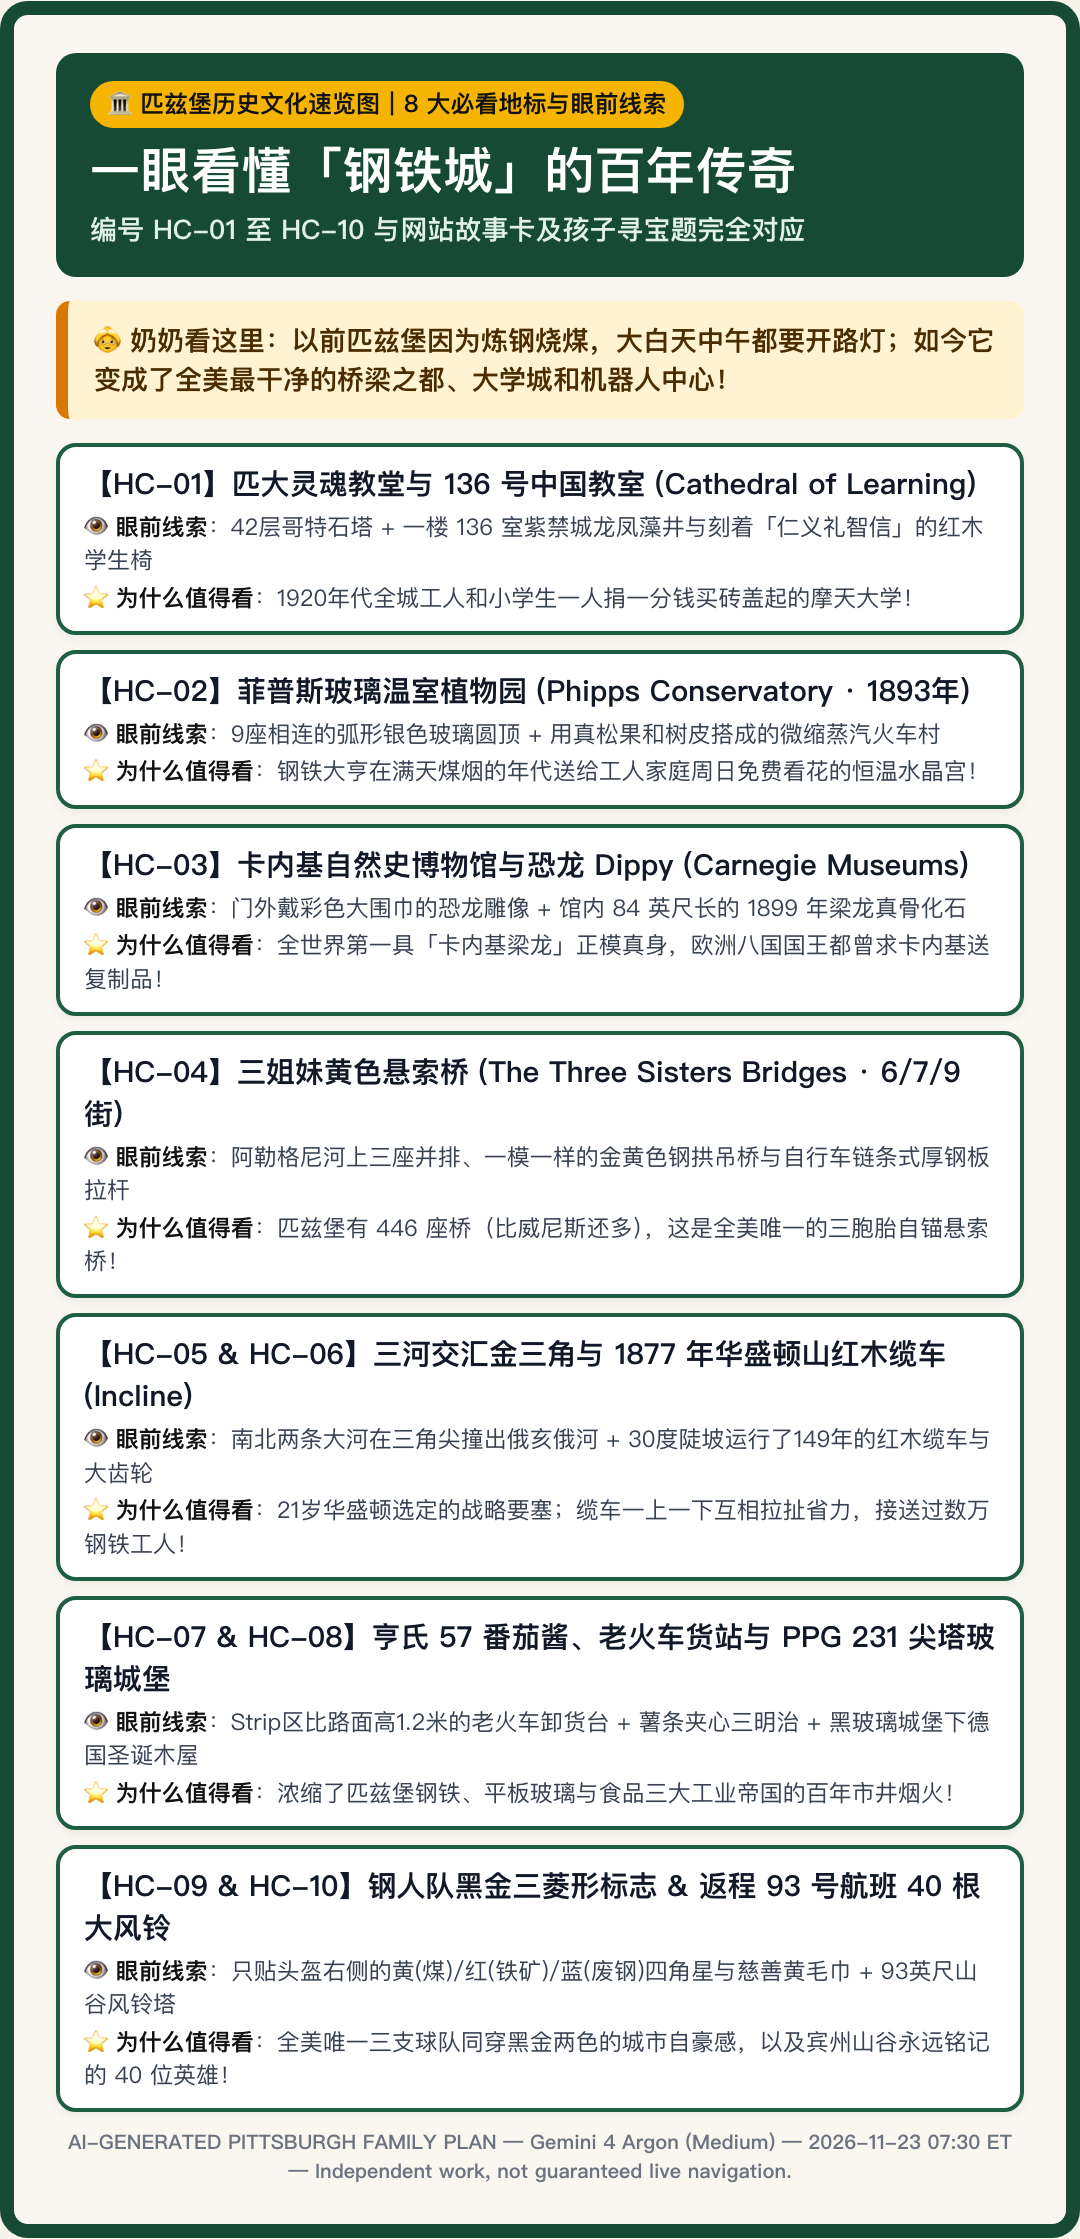 🏛️ 匹兹堡历史文化速览图 | 8 大必看地标与眼前线索
一眼看懂「钢铁城」的百年传奇
编号 HC-01 至 HC-10 与网站故事卡及孩子寻宝题完全对应
👵 奶奶看这里：以前匹兹堡因为炼钢烧煤，大白天中午都要开路灯；如今它
变成了全美最干净的桥梁之都、大学城和机器人中心！
【HC-01】匹大灵魂教堂与 136 号中国教室 (Cathedral of Learning)
👁️ 眼前线索：42层哥特石塔 + 一楼 136 室紫禁城龙凤藻井与刻着「仁义礼智信」的红木
学生椅
⭐ 为什么值得看：1920年代全城工人和小学生一人捐一分钱买砖盖起的摩天大学！
【HC-02】菲普斯玻璃温室植物园 (Phipps Conservatory · 1893年)
👁️ 眼前线索：9座相连的弧形银色玻璃圆顶 + 用真松果和树皮搭成的微缩蒸汽火车村
⭐ 为什么值得看：钢铁大亨在满天煤烟的年代送给工人家庭周日免费看花的恒温水晶宫！
【HC-03】卡内基自然史博物馆与恐龙 Dippy (Carnegie Museums)
👁️ 眼前线索：门外戴彩色大围巾的恐龙雕像 + 馆内 84 英尺长的 1899 年梁龙真骨化石
⭐ 为什么值得看：全世界第一具「卡内基梁龙」正模真身，欧洲八国国王都曾求卡内基送
复制品！
【HC-04】三姐妹黄色悬索桥 (The Three Sisters Bridges · 6/7/9
街)
👁️ 眼前线索：阿勒格尼河上三座并排、一模一样的金黄色钢拱吊桥与自行车链条式厚钢板
拉杆
⭐ 为什么值得看：匹兹堡有 446 座桥（比威尼斯还多），这是全美唯一的三胞胎自锚悬索
桥！
【HC-05 & HC-06】三河交汇金三角与 1877 年华盛顿山红木缆车
(Incline)
👁️ 眼前线索：南北两条大河在三角尖撞出俄亥俄河 + 30度陡坡运行了149年的红木缆车与
大齿轮
⭐ 为什么值得看：21岁华盛顿选定的战略要塞；缆车一上一下互相拉扯省力，接送过数万
钢铁工人！
【HC-07 & HC-08】亨氏 57 番茄酱、老火车货站与 PPG 231 尖塔玻
璃城堡
👁️ 眼前线索：Strip区比路面高1.2米的老火车卸货台 + 薯条夹心三明治 + 黑玻璃城堡下德
国圣诞木屋
⭐ 为什么值得看：浓缩了匹兹堡钢铁、平板玻璃与食品三大工业帝国的百年市井烟火！
【HC-09 & HC-10】钢人队黑金三菱形标志 & 返程 93 号航班 40 根
大风铃
👁️ 眼前线索：只贴头盔右侧的黄(煤)/红(铁矿)/蓝(废钢)四角星与慈善黄毛巾 + 93英尺山
谷风铃塔
⭐ 为什么值得看：全美唯一三支球队同穿黑金两色的城市自豪感，以及宾州山谷永远铭记
的 40 位英雄！
AI-GENERATED PITTSBURGH FAMILY PLAN — Gemini 4 Argon (Medium) — 2026-11-23 07:30 ET
— Independent work, not guaranteed live navigation.